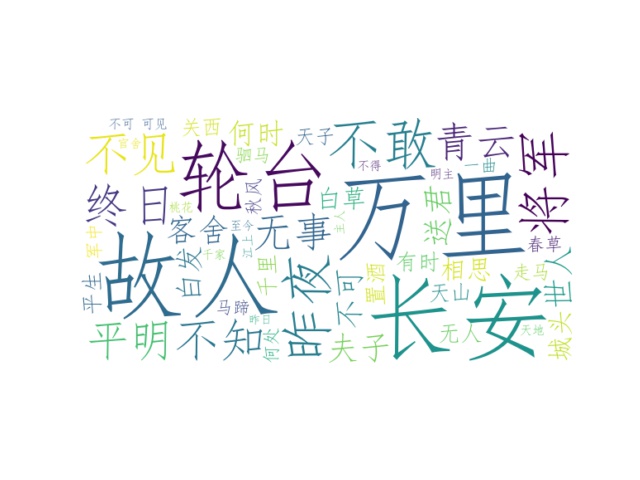 不可 可见
关西
何时
天子
不敢
青云
将军
官舍
不见
轮台
驷马
不得
明主
一曲
万里
终日
桃花
秋风
白草
送君
客舍
无事
至今
江上
春草
军中
故人
白发
千家
千里
主人
昨夜
不可
置酒
有时
相思
走马
世人
平生
马蹄
天山
长安
平明
不知
昨日
何处
夫子
无人
天地
城头